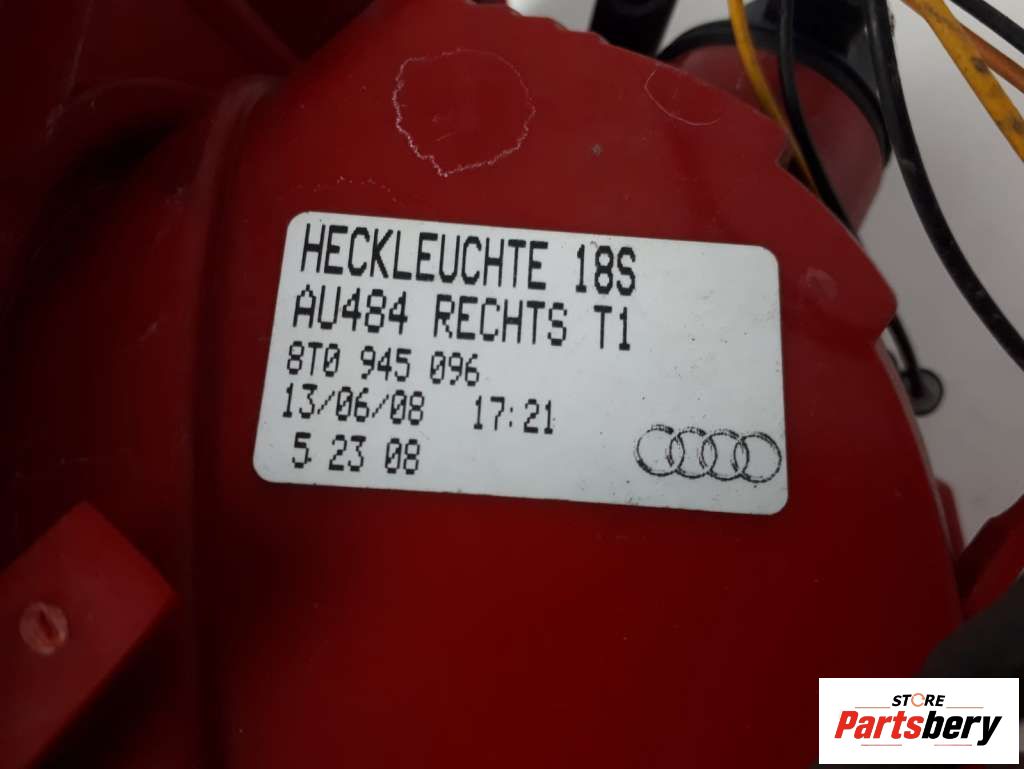 HECKLEUCHTE 18S
AU484 RECHTS T1
8T0 945 096
13/06/08 17:21
5 23 08
STORE
Partsbery